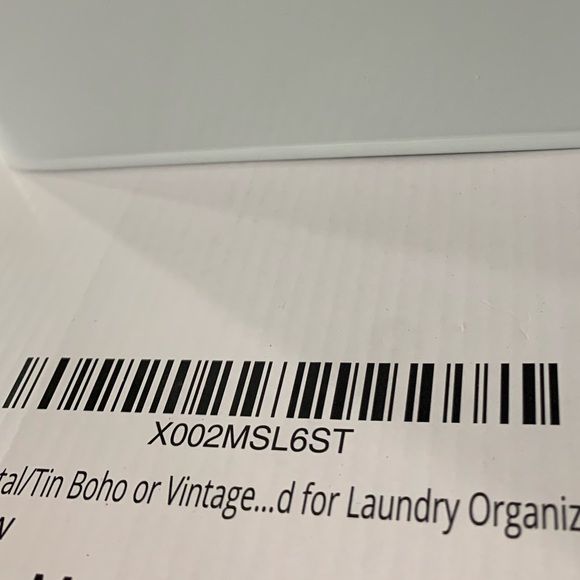 X002MSL6ST
tal/Tin Boho or Vintage...d for Laundry Organiz